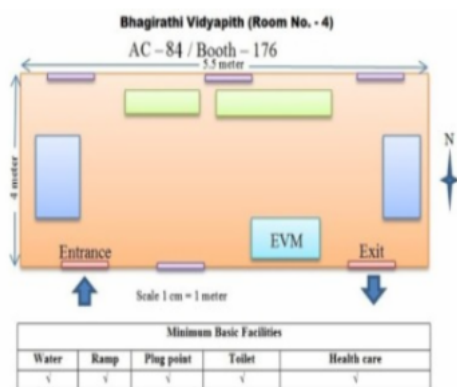 Bhagirathi Vidyapith (Room No. - 4)
AC – 84 / Booth – 176
5.5 meter
4 meter
N
EVM
Entrance
Exit
Scale 1 cm = 1 meter
Minimum Basic Facilities
Water Ramp Plug point Toilet Health care
√ √ √ √ √